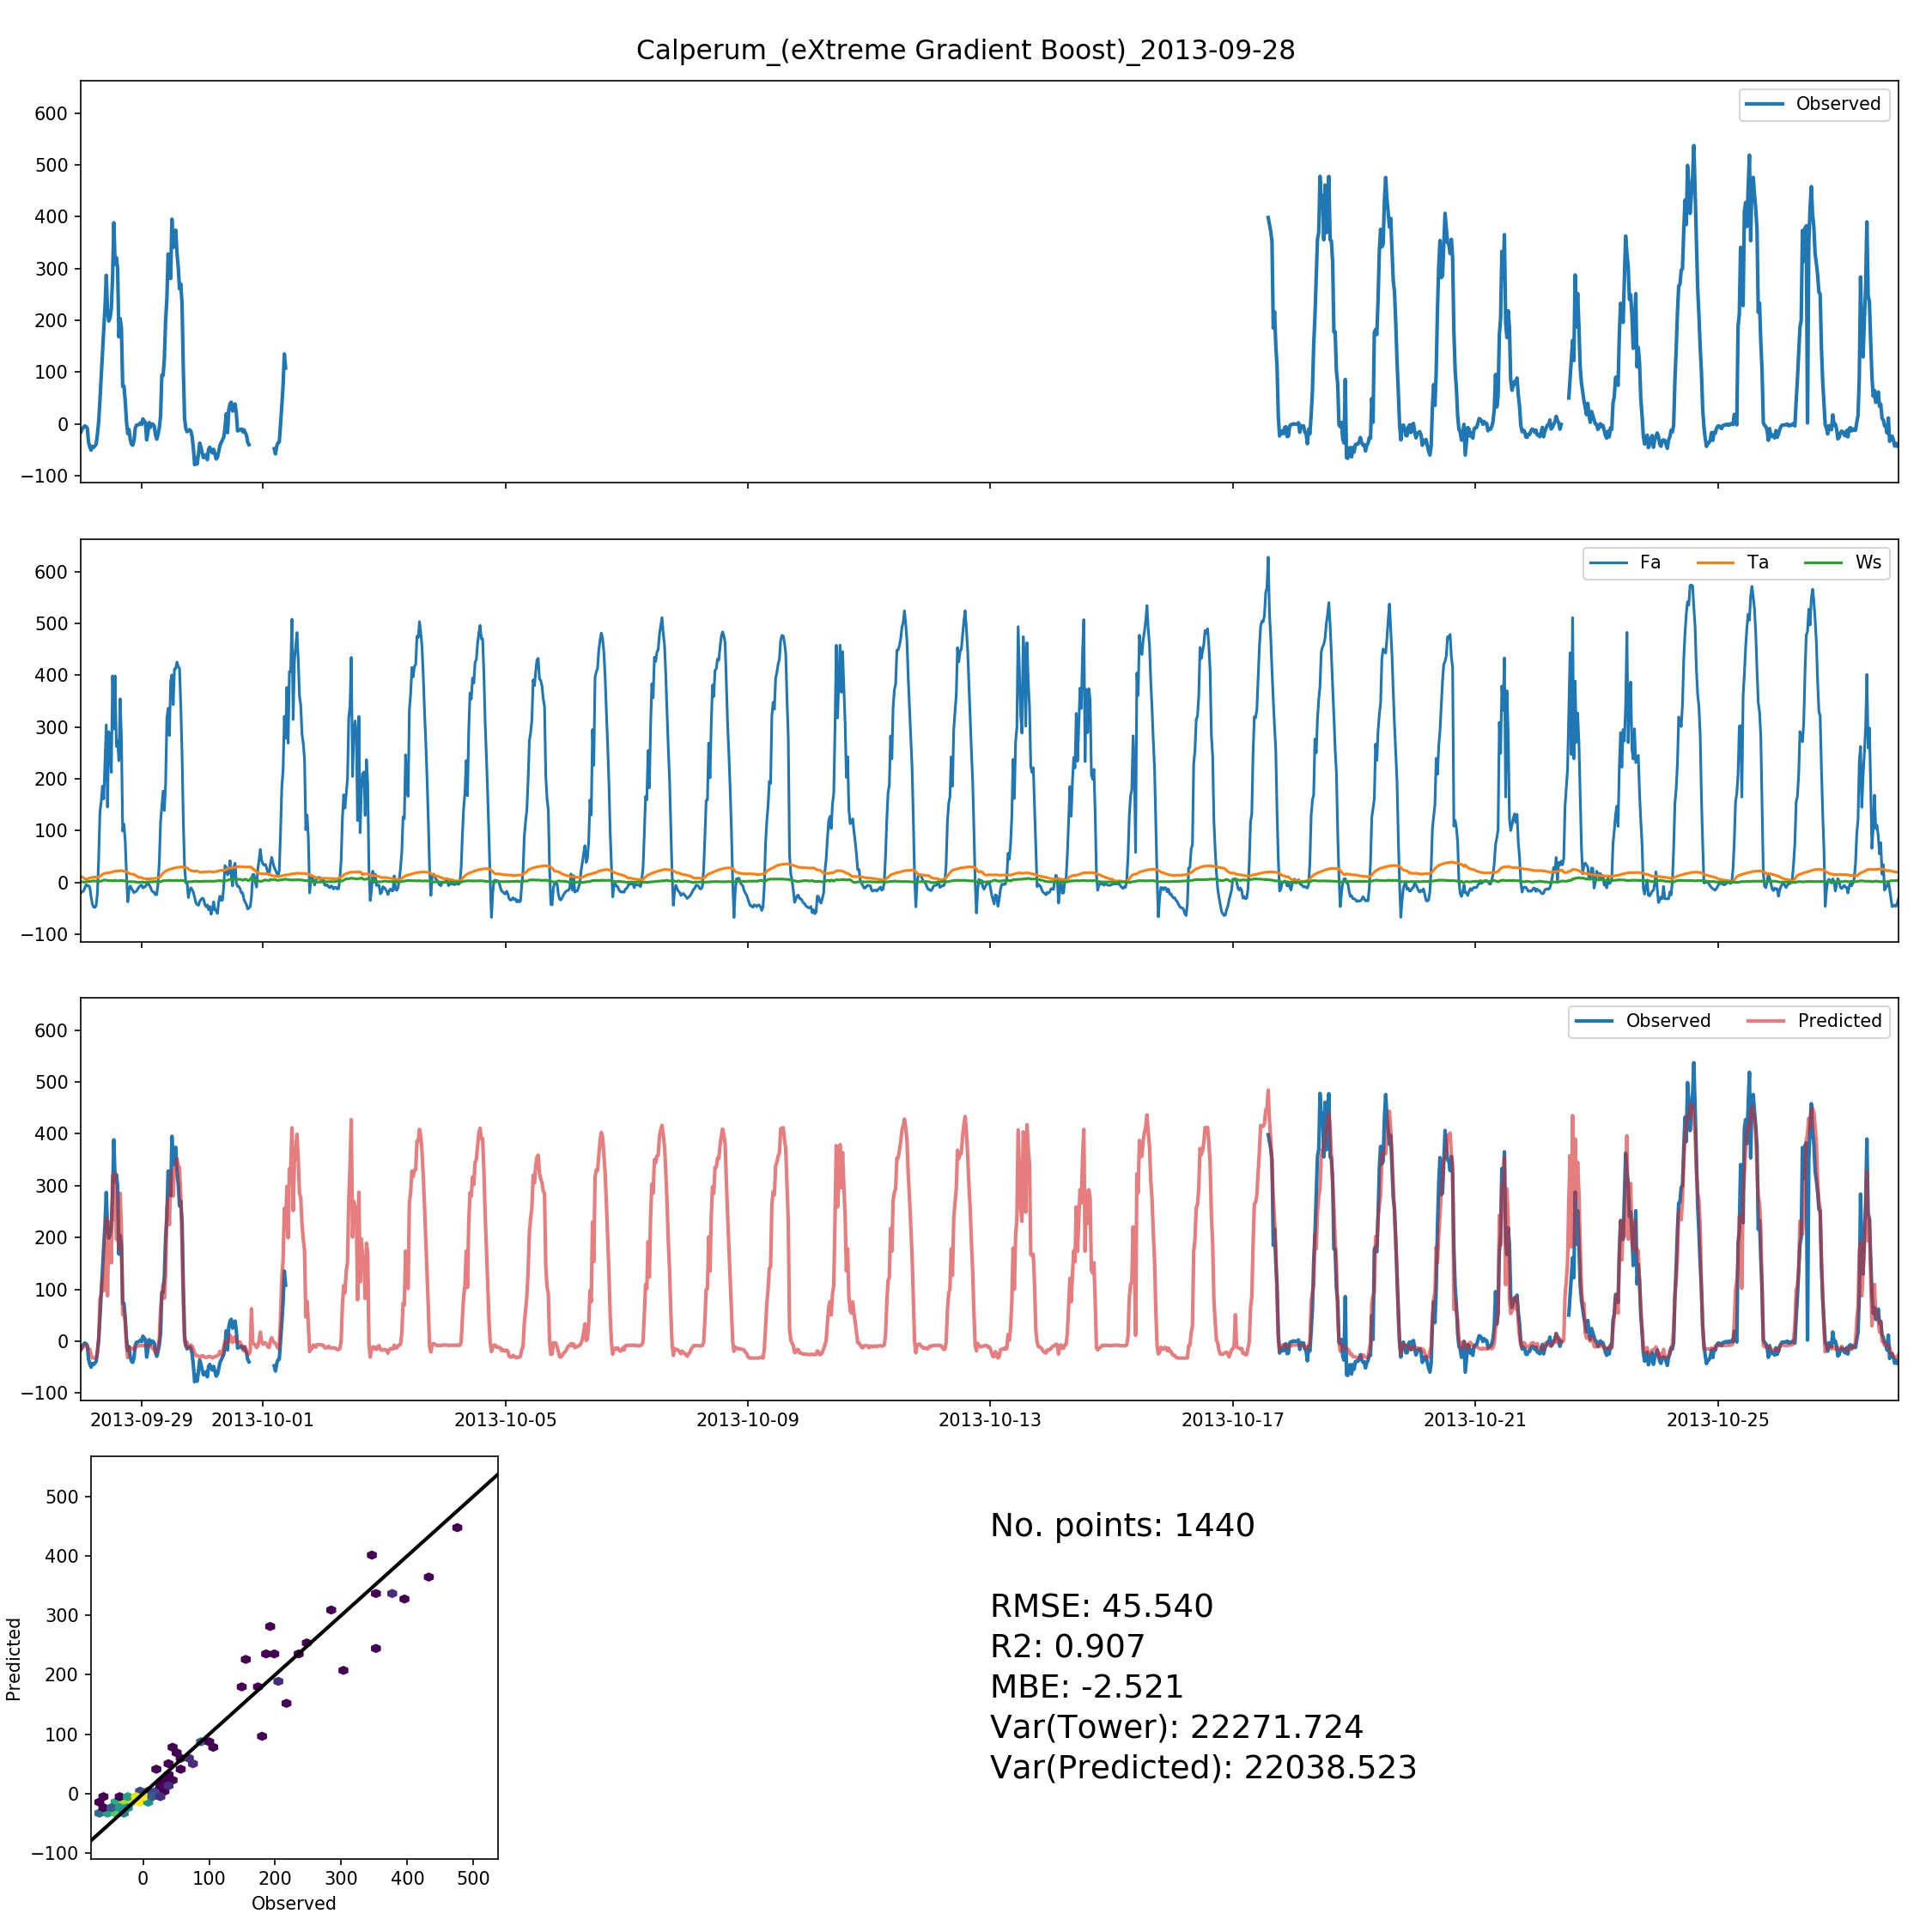 Calperum_(eXtreme Gradient Boost)_2013-09-28
Observed
600
500
400
300
200
100
0
−100
Fa Ta Ws
600
500
400
300
200
100
0
−100
Observed Predicted
600
500
400
300
200
100
0
−100
2013-09-29 2013-10-01 2013-10-05 2013-10-09 2013-10-13 2013-10-17 2013-10-21 2013-10-25
500
400
300
200
100
0
−100
Predicted
0 100 200 300 400 500
Observed
No. points: 1440
RMSE: 45.540
R2: 0.907
MBE: -2.521
Var(Tower): 22271.724
Var(Predicted): 22038.523